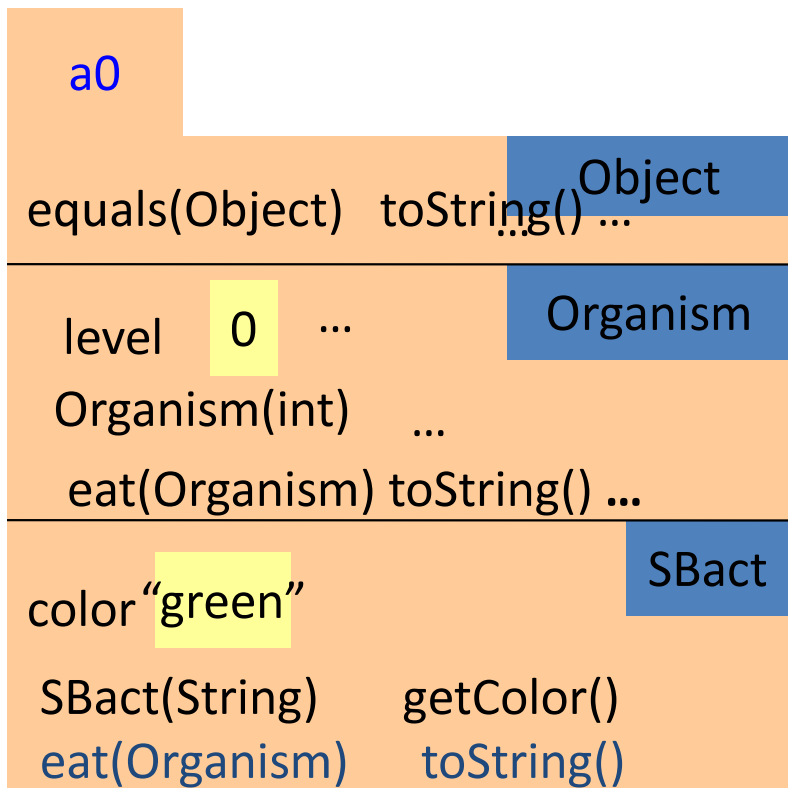 a0
Object
equals(Object) toString() ...
...
Organism
level 0 ...
Organism(int) ...
eat(Organism) toString() ...
SBact
color “green”
SBact(String) getColor()
eat(Organism) toString()